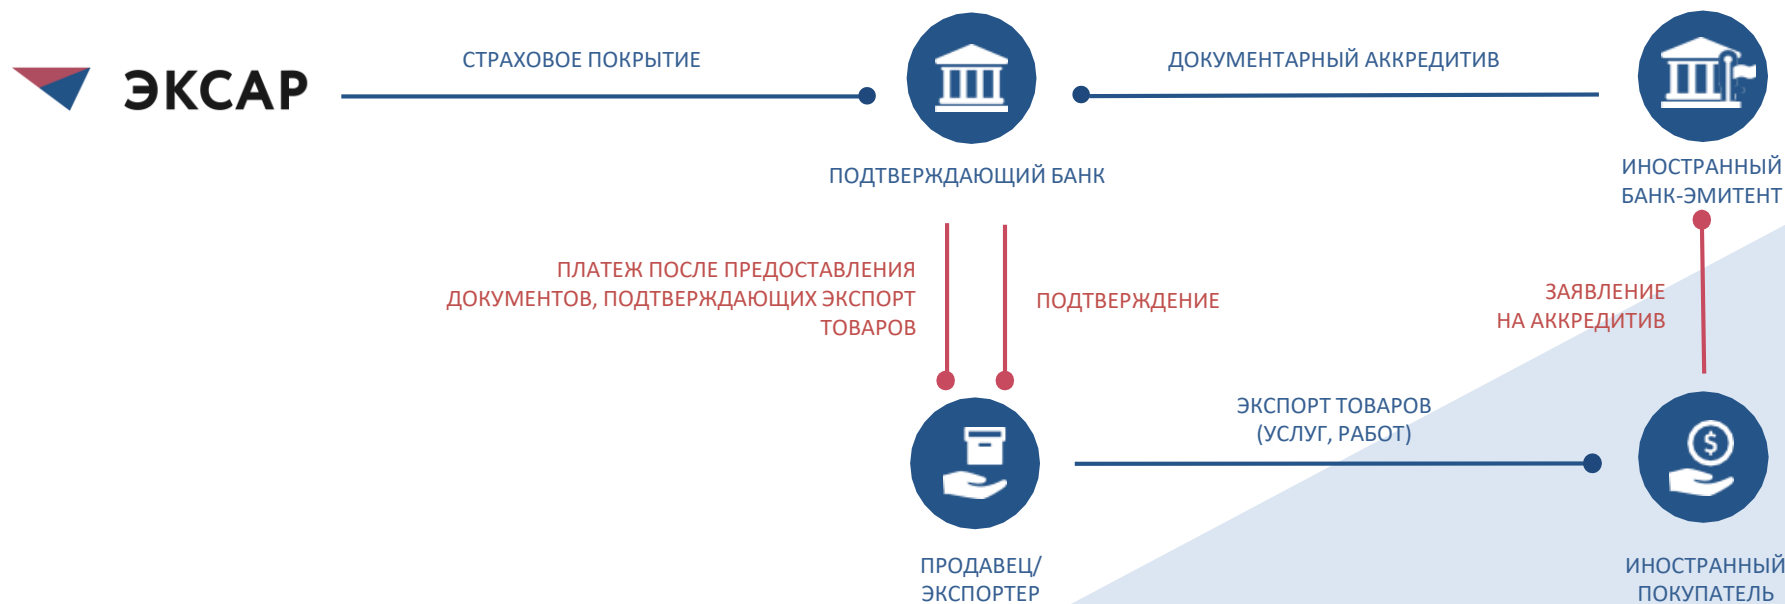 ЭКСАР
СТРАХОВОЕ ПОКРЫТИЕ
ДОКУМЕНТАРНЫЙ АККРЕДИТИВ
ПОДТВЕРЖДАЮЩИЙ БАНК
ИНОСТРАННЫЙ
БАНК-ЭМИТЕНТ
ПЛАТЕЖ ПОСЛЕ ПРЕДОСТАВЛЕНИЯ
ДОКУМЕНТОВ, ПОДТВЕРЖДАЮЩИХ ЭКСПОРТ
ТОВАРОВ
ПОДТВЕРЖДЕНИЕ
ЗАЯВЛЕНИЕ
НА АККРЕДИТИВ
ЭКСПОРТ ТОВАРОВ
(УСЛУГ, РАБОТ)
$
ПРОДАВЕЦ/
ЭКСПОРТЕР
ИНОСТРАННЫЙ
ПОКУПАТЕЛЬ